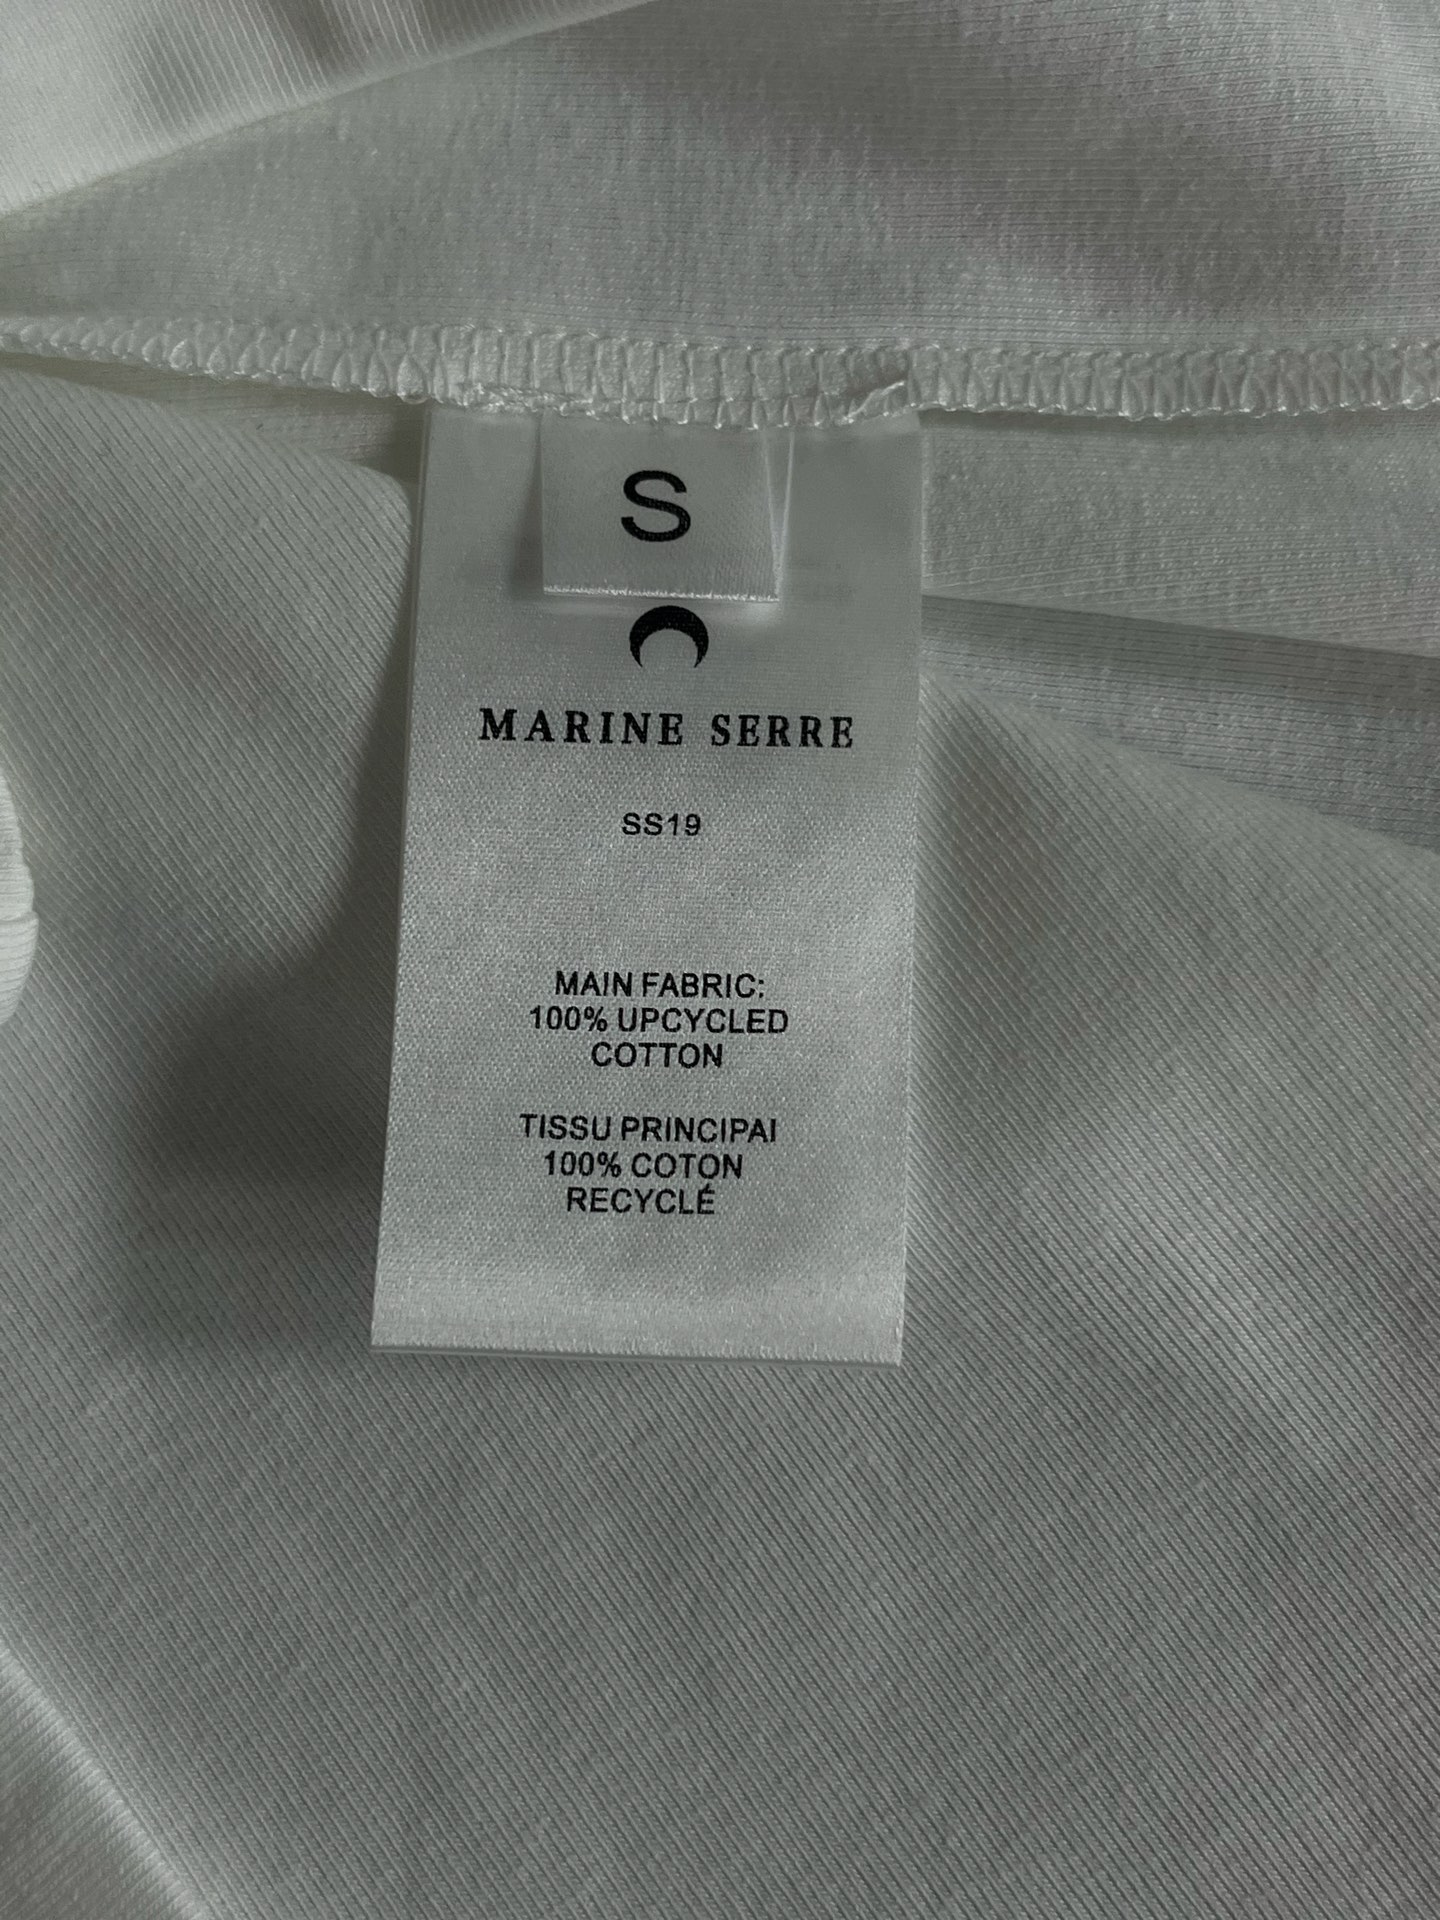 S
MARINE SERRE
SS19
MAIN FABRIC:
100% UPCYCLED
COTTON
TISSU PRINCIPAI
100% COTON
RECYCLÉ